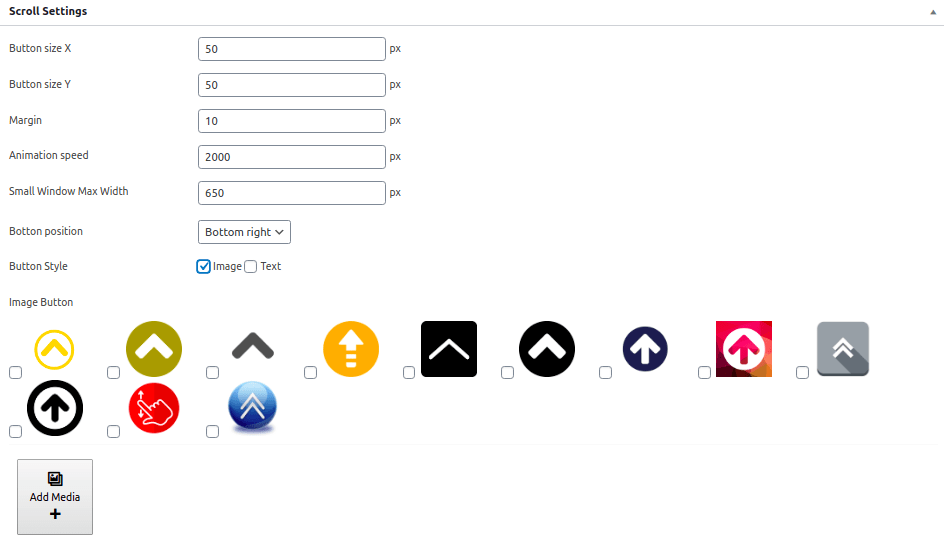 Scroll Settings
Button size X 50 px
Button size Y 50 px
Margin 10 px
Animation speed 2000 px
Small Window Max Width 650 px
Botton position Bottom right
Button Style Image Text
Image Button
Add Media